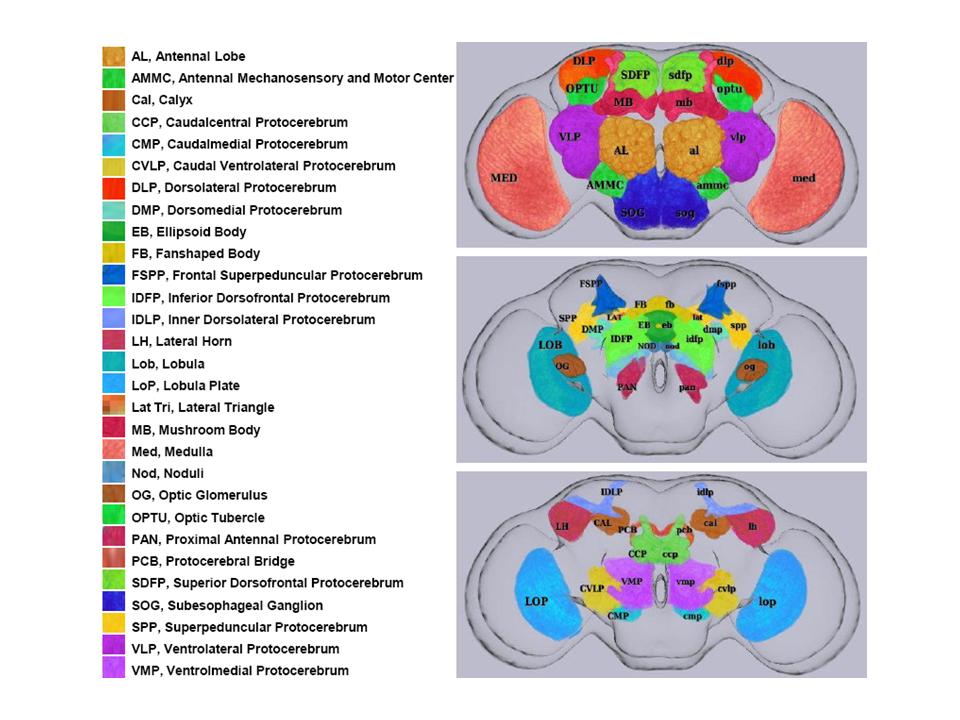 AL, Antennal Lobe
AMMC, Antennal Mechanosensory and Motor Center
Cal, Calyx
CCP, Caudalcentral Protocerebrum
CMP, Caudalmedial Protocerebrum
CVLP, Caudal Ventrolateral Protocerebrum
DLP, Dorsolateral Protocerebrum
DMP, Dorsomedial Protocerebrum
EB, Ellipsoid Body
FB, Fanshaped Body
FSPP, Frontal Superpeduncular Protocerebrum
IDFP, Inferior Dorsofrontal Protocerebrum
IDLP, Inner Dorsolateral Protocerebrum
LH, Lateral Horn
Lob, Lobula
LoP, Lobula Plate
Lat Tri, Lateral Triangle
MB, Mushroom Body
Med, Medulla
Nod, Noduli
OG, Optic Glomerulus
OPTU, Optic Tubercle
PAN, Proximal Antennal Protocerebrum
PCB, Protocerebral Bridge
SDFP, Superior Dorsofrontal Protocerebrum
SOG, Subesophageal Ganglion
SPP, Superpeduncular Protocerebrum
VLP, Ventrolateral Protocerebrum
VMP, Ventrolmedial Protocerebrum
DLP dlp
SDFP sdfp
OPTU optu
MB mb
VLP vlp
AL al
MED med
AMMC ammc
SOG sog
FSPP fspp
FB fb
SPP LAT lat spp
DMP EB eb dmp
IDFP idfp
LOB NOD nod lob
OG og
PAN pan
IDLP idlp
LH CAL PCB pcb cal lh
CCP ccp
VMP vmp
CVLP cvlp
LOP lop
CMP cmp